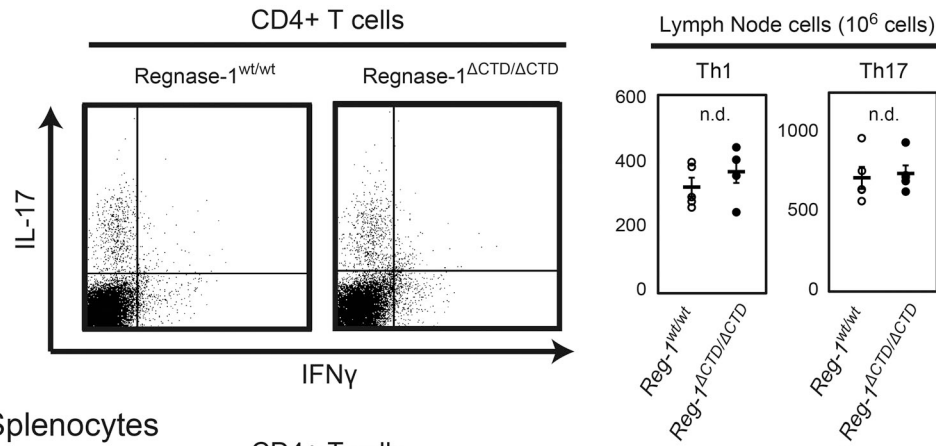 CD4+ T cells
Regnase-1wt/wt
Regnase-1ΔCTD/ΔCTD
IL-17
IFNγ
Lymph Node cells (10⁶ cells)
Th1
Th17
600
400
200
0
n.d.
1000
500
0
n.d.
Reg-1wt/wt
Reg-1ΔCTD/ΔCTD
Reg-1wt/wt
Reg-1ΔCTD/ΔCTD
Splenocytes